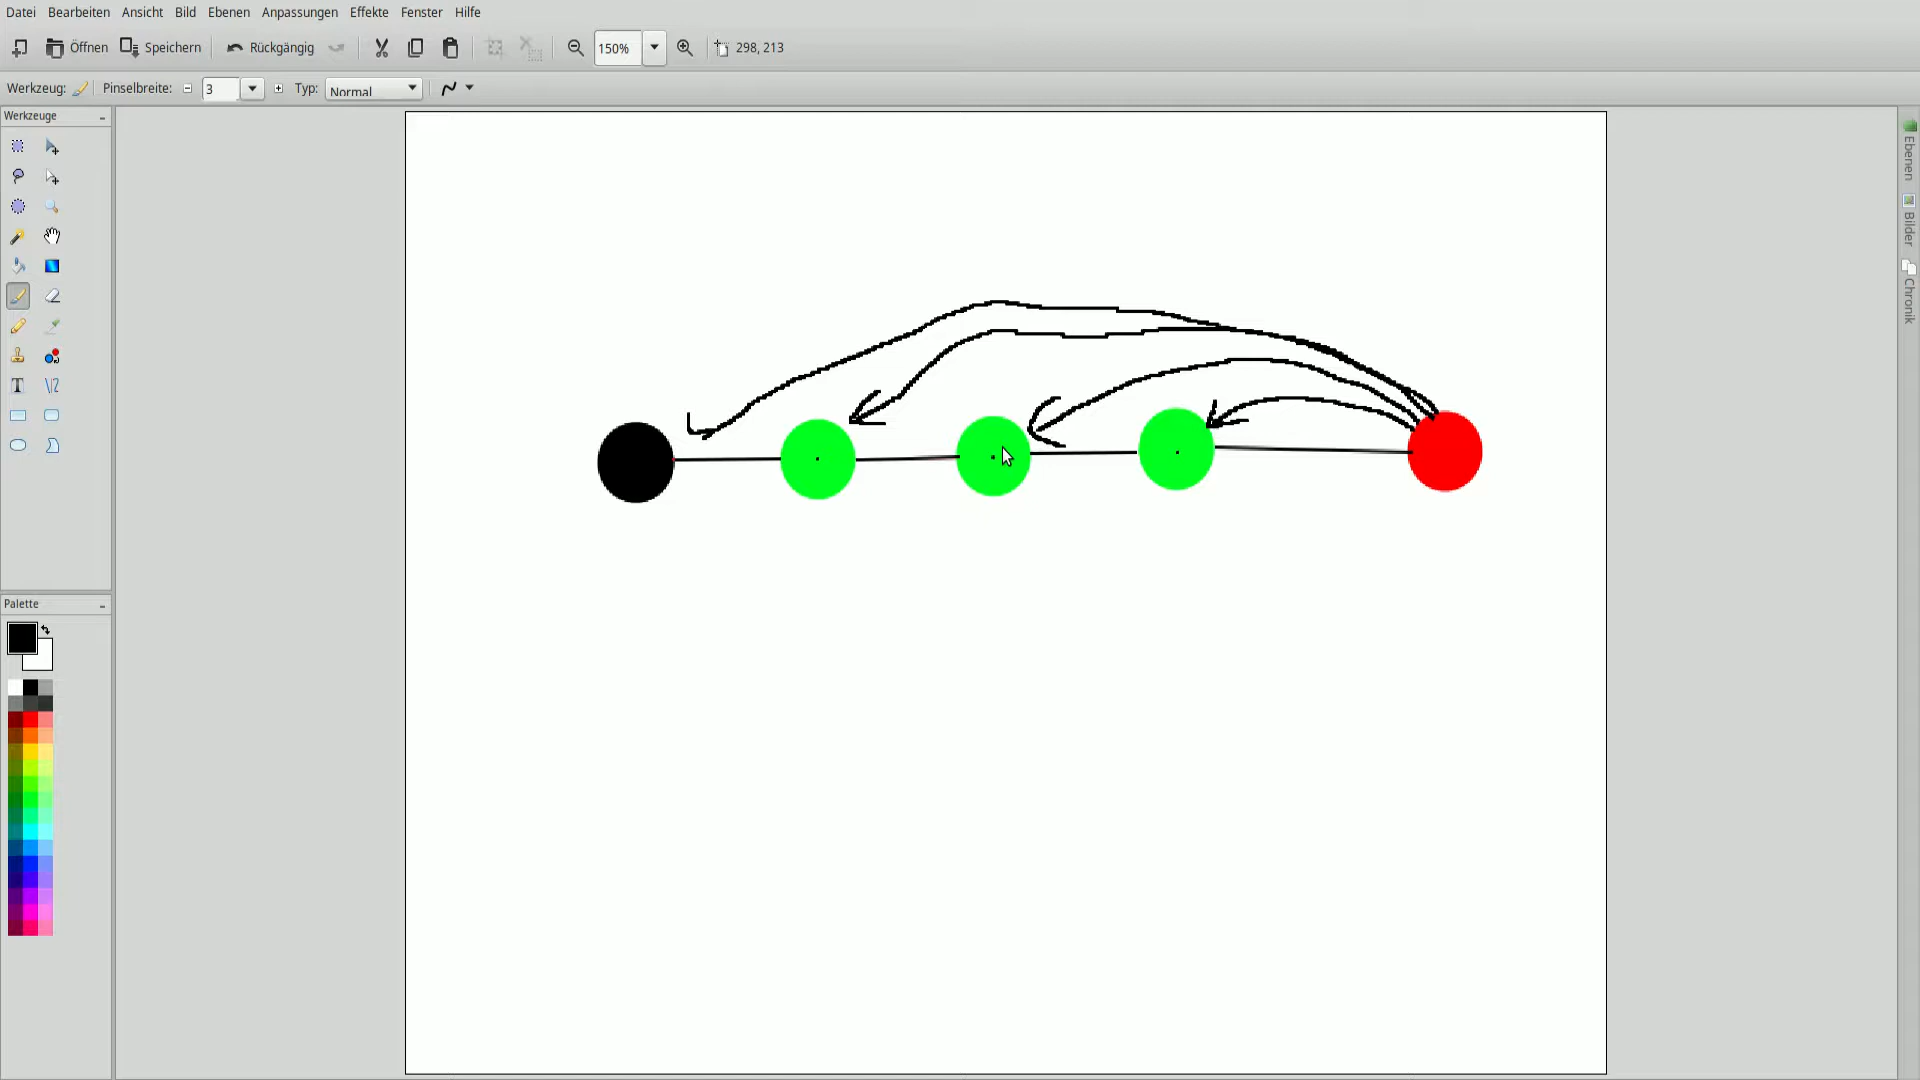 Datei Bearbeiten Ansicht Bild Ebenen Anpassungen Effekte Fenster Hilfe
Öffnen Speichern Rückgängig 150% 298, 213
Werkzeug: Pinselbreite: 3 Typ: Normal
Werkzeuge
Palette
Ebenen
Bilder
Chronik